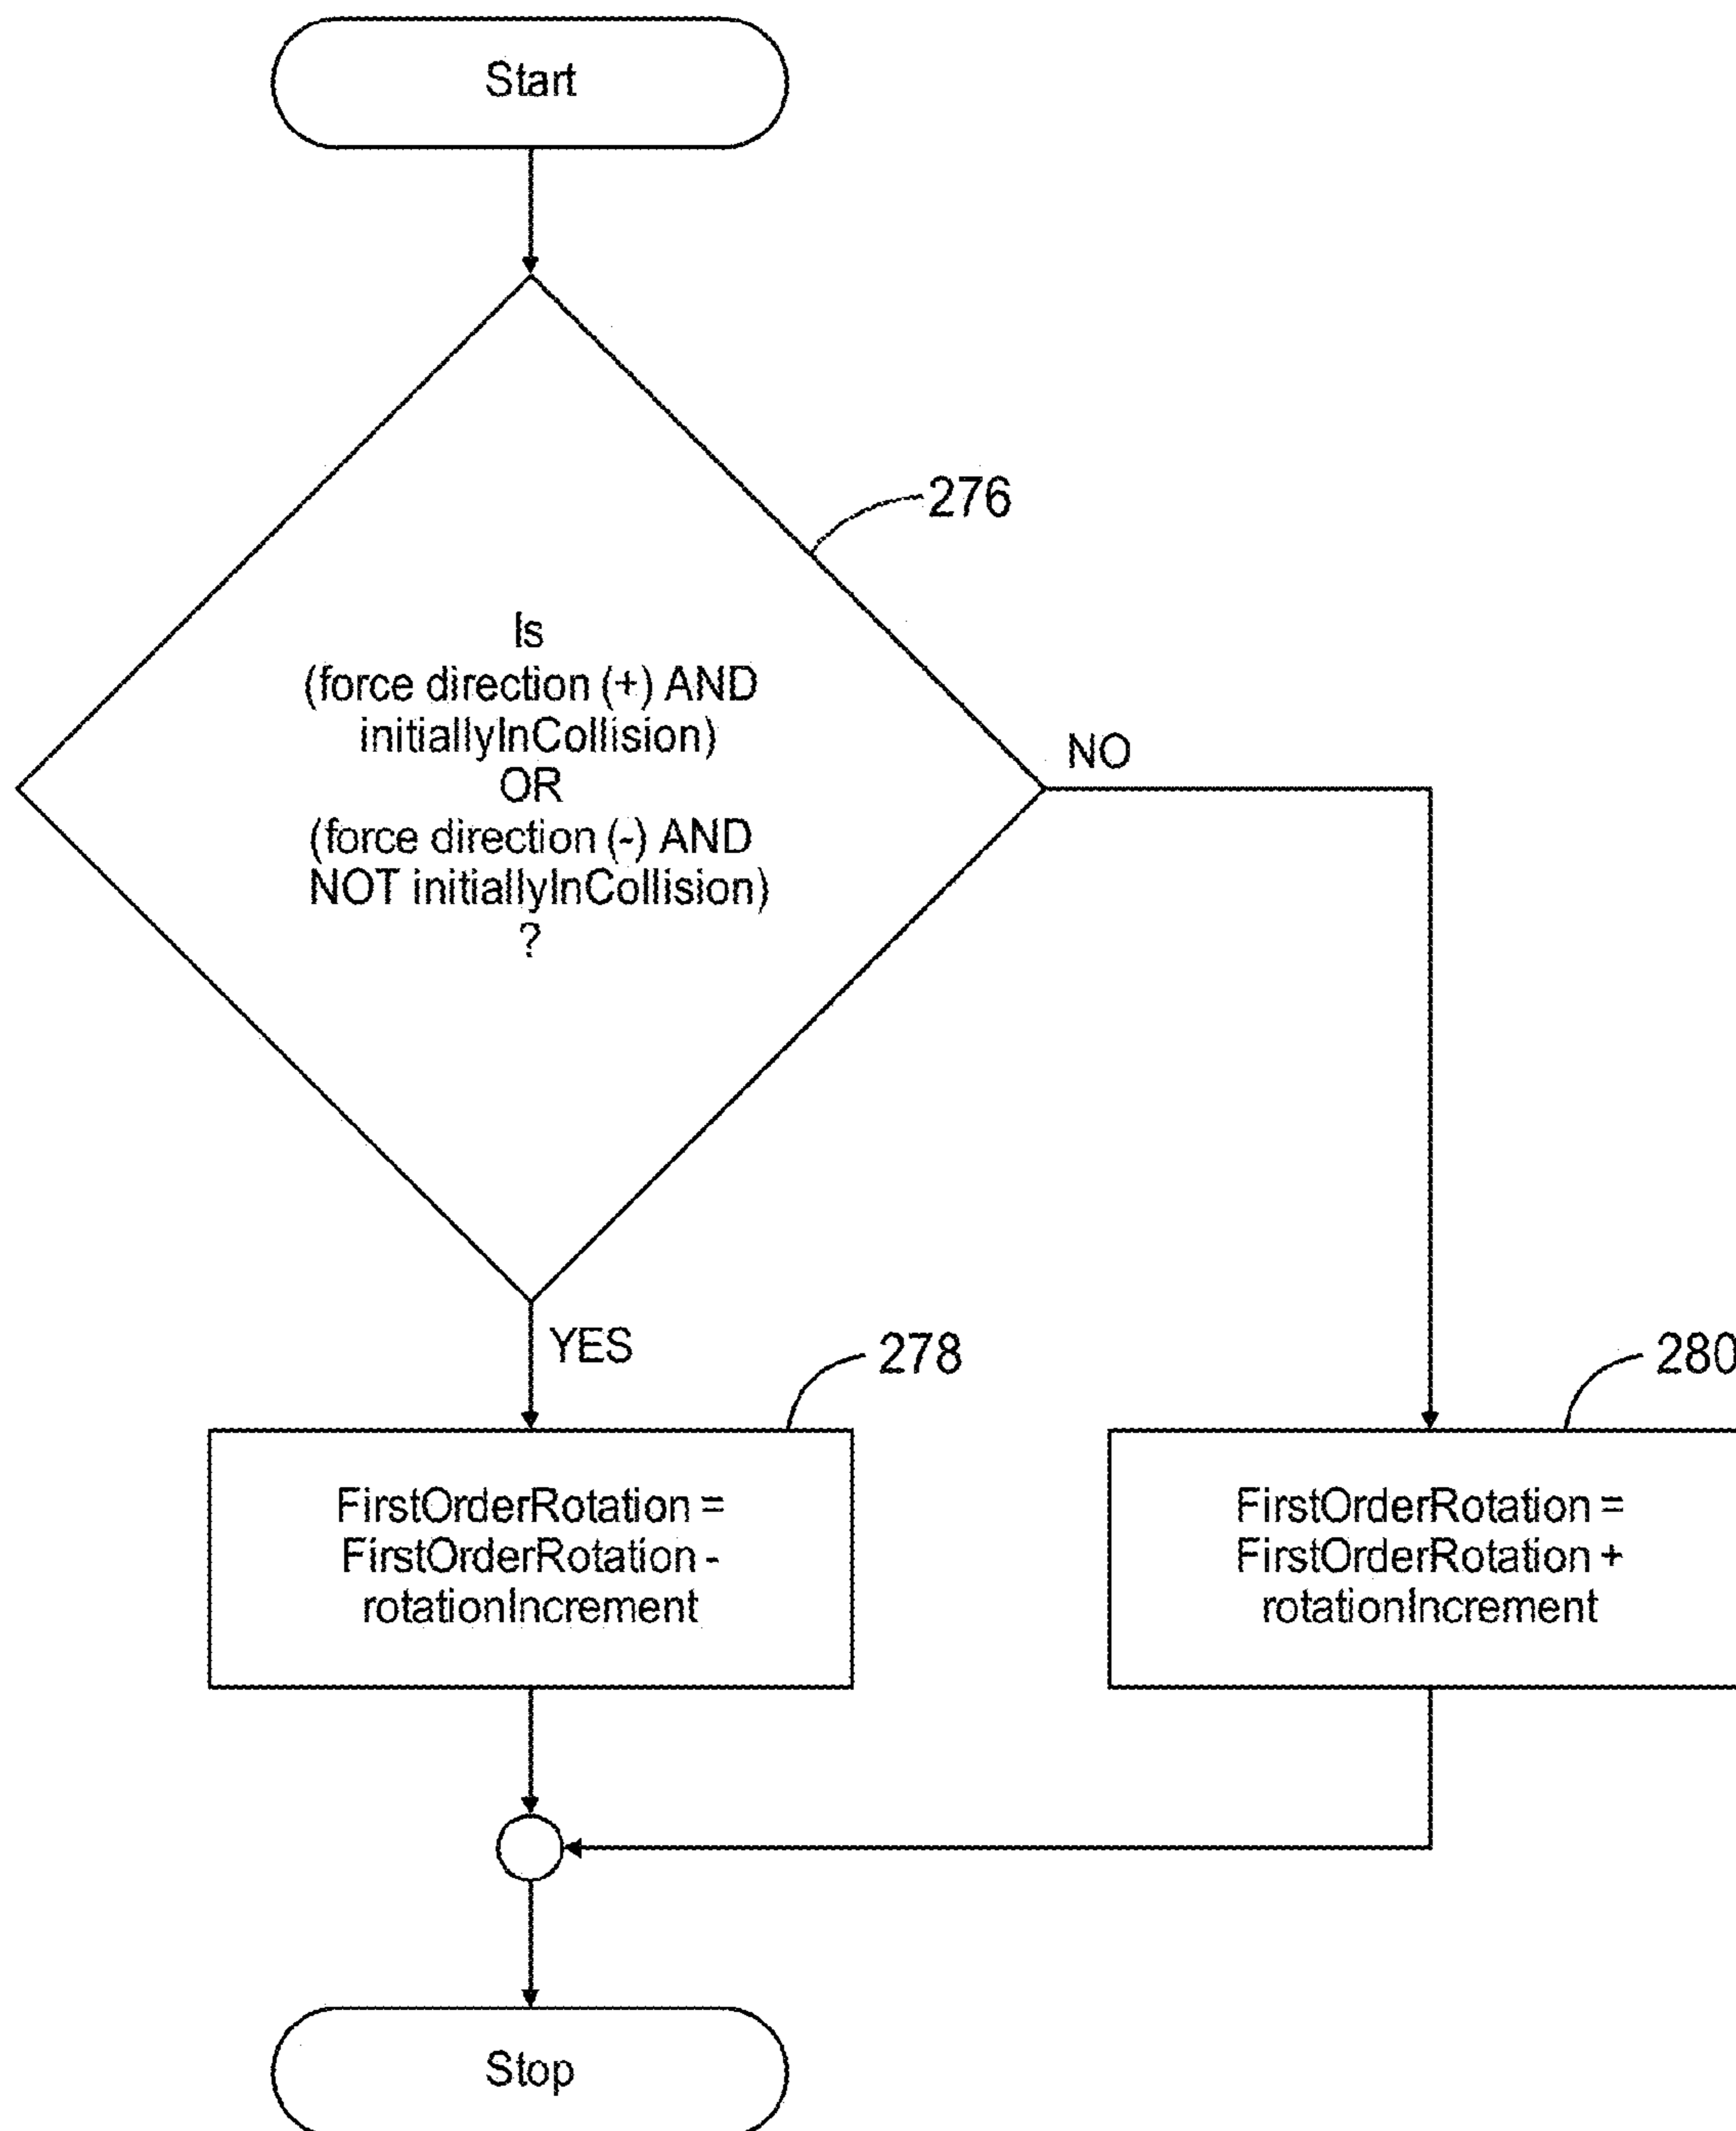 Start
276
Is
(force direction (+) AND
initiallyInCollision)
OR
(force direction (-) AND
NOT initiallyInCollision)
?
NO
YES
278
280
FirstOrderRotation =
FirstOrderRotation -
rotationIncrement
FirstOrderRotation =
FirstOrderRotation +
rotationIncrement
Stop